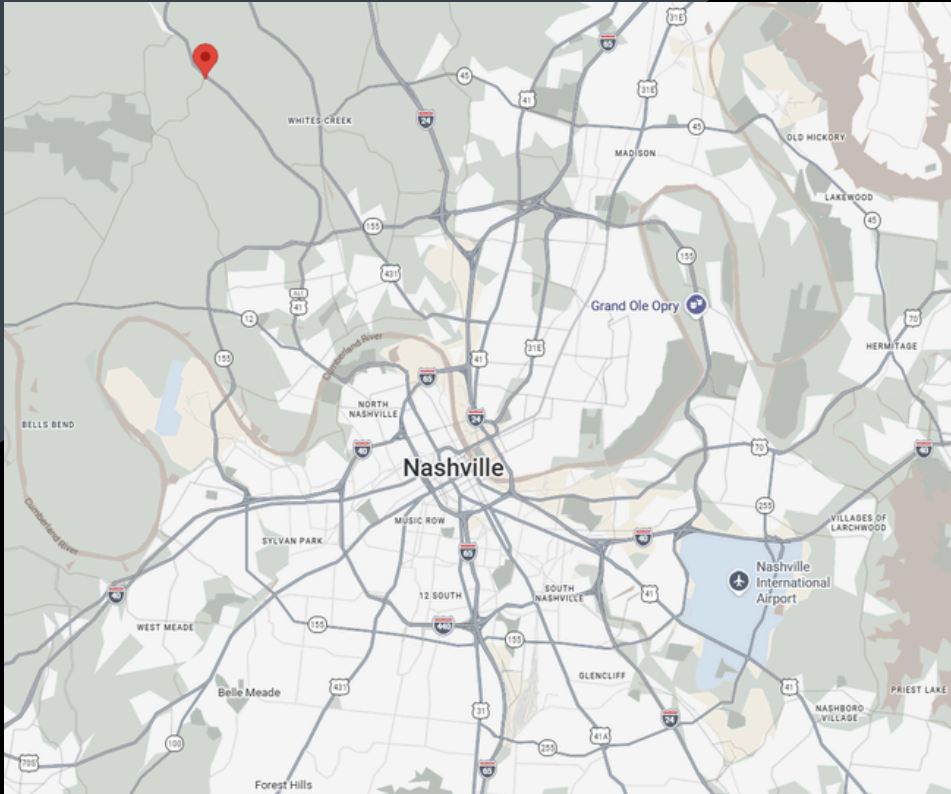 31E
65
45
41
31E
24
WHITES CREEK
45
MADISON
OLD HICKORY
LAKEWOOD
45
155
155
431
ALT
41
Grand Ole Opry
12
70
HERMITAGE
155
Cumberland River
41
31E
65
NORTH
NASHVILLE
24
BELLS BEND
40
70
40
Nashville
255
MUSIC ROW
VILLAGES OF
LARCHWOOD
Cumberland River
SYLVAN PARK
40
65
Nashville
International
Airport
40
12 SOUTH
SOUTH
NASHVILLE
41
WEST MEADE
155
440
155
GLENCLIFF
Belle Meade
431
41
PRIEST LAKE
31
24
NASHBORO
VILLAGE
100
255
41A
70S
65
Forest Hills